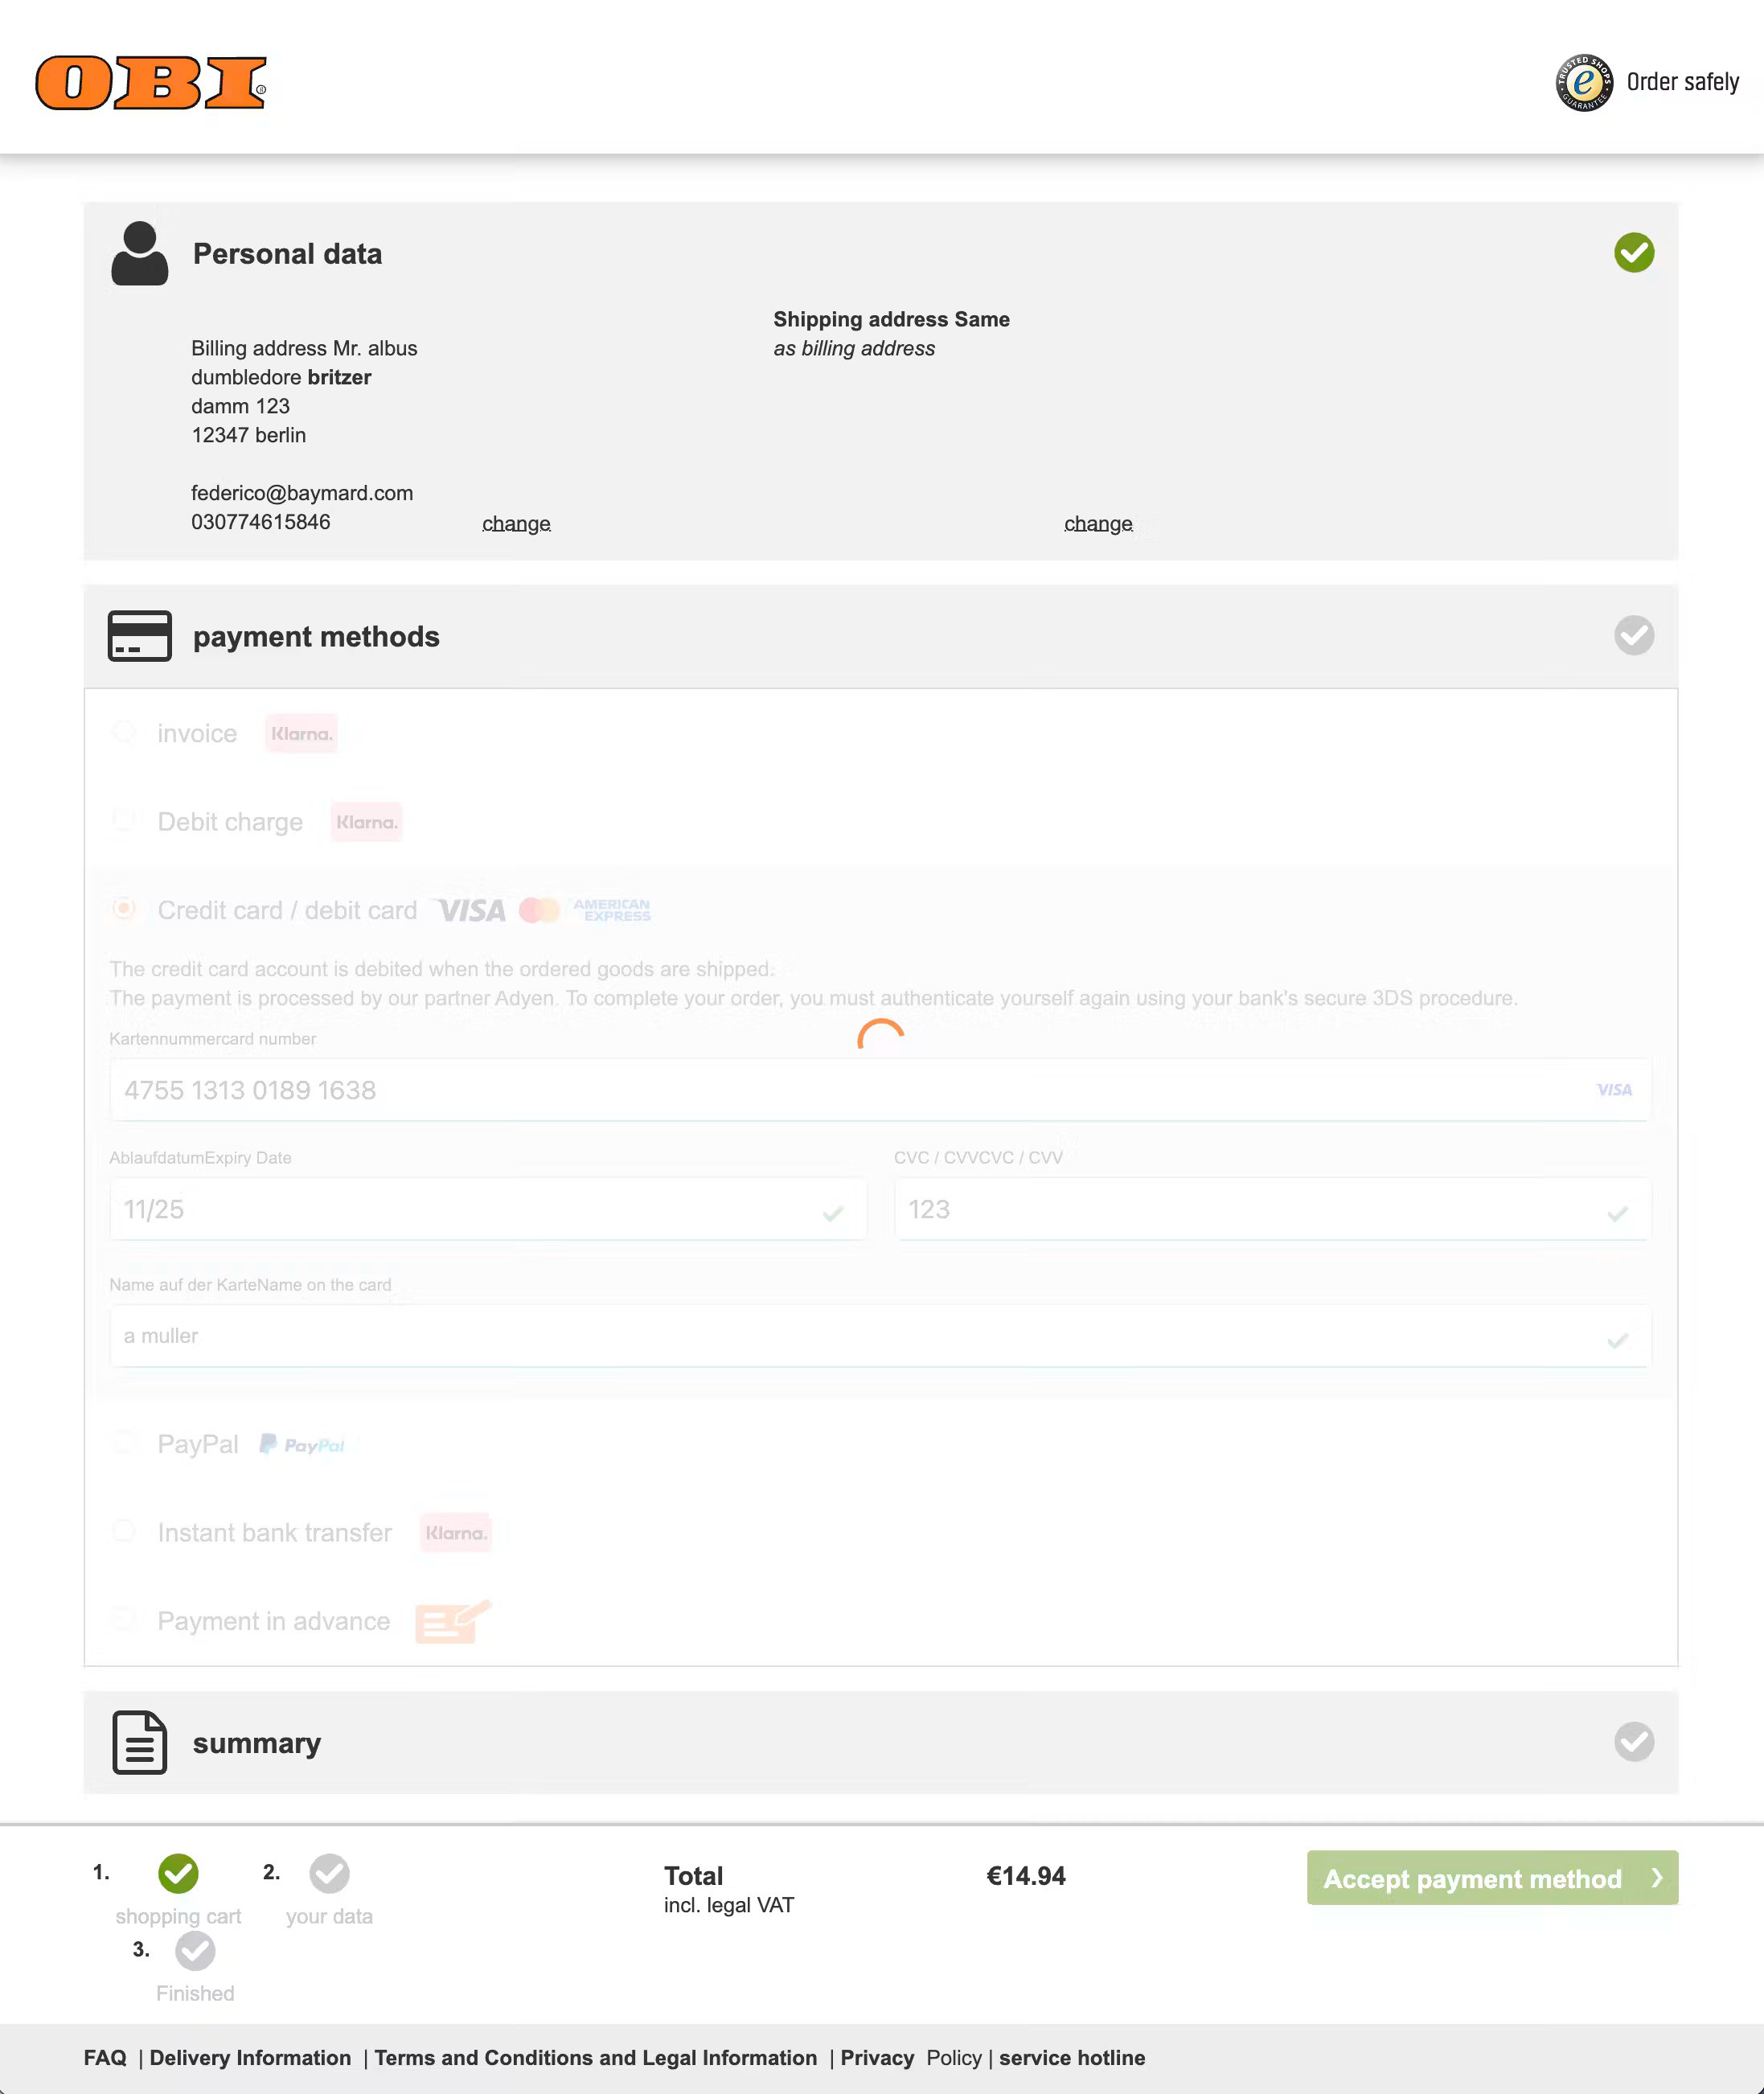 OBI
TRUSTED SHOPS GUARANTEE
Order safely
Personal data
Billing address Mr. albus
dumbledore britzer
damm 123
12347 berlin
federico@baymard.com
030774615846
change
Shipping address Same
as billing address
change
payment methods
invoice Klarna.
Debit charge Klarna.
Credit card / debit card VISA AMERICAN EXPRESS
The credit card account is debited when the ordered goods are shipped.
The payment is processed by our partner Adyen. To complete your order, you must authenticate yourself again using your bank's secure 3DS procedure.
Kartennummercard number
4755 1313 0189 1638 VISA
AblaufdatumExpiry Date
11/25
CVC / CVVCVC / CVV
123
Name auf der KarteName on the card
a muller
PayPal PayPal
Instant bank transfer Klarna.
Payment in advance
summary
1.
shopping cart
2.
your data
3.
Finished
Total
incl. legal VAT
€14.94
Accept payment method
FAQ | Delivery Information | Terms and Conditions and Legal Information | Privacy Policy | service hotline